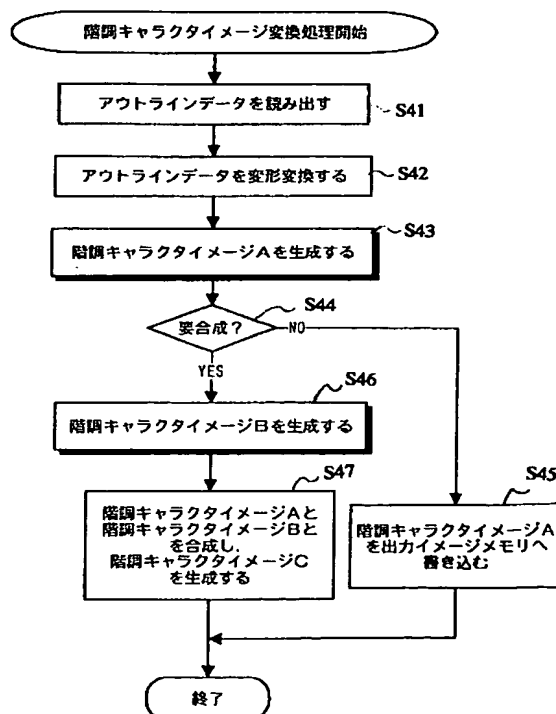 階調キャラクタイメージ変換処理開始
アウトラインデータを読み出す
S41
アウトラインデータを変形変換する
S42
階調キャラクタイメージAを生成する
S43
要合成?
S44
NO
YES
階調キャラクタイメージBを生成する
S46
階調キャラクタイメージAと
階調キャラクタイメージBと
を合成し、
階調キャラクタイメージC
を生成する
S47
階調キャラクタイメージA
を出力イメージメモリへ
書き込む
S45
終了